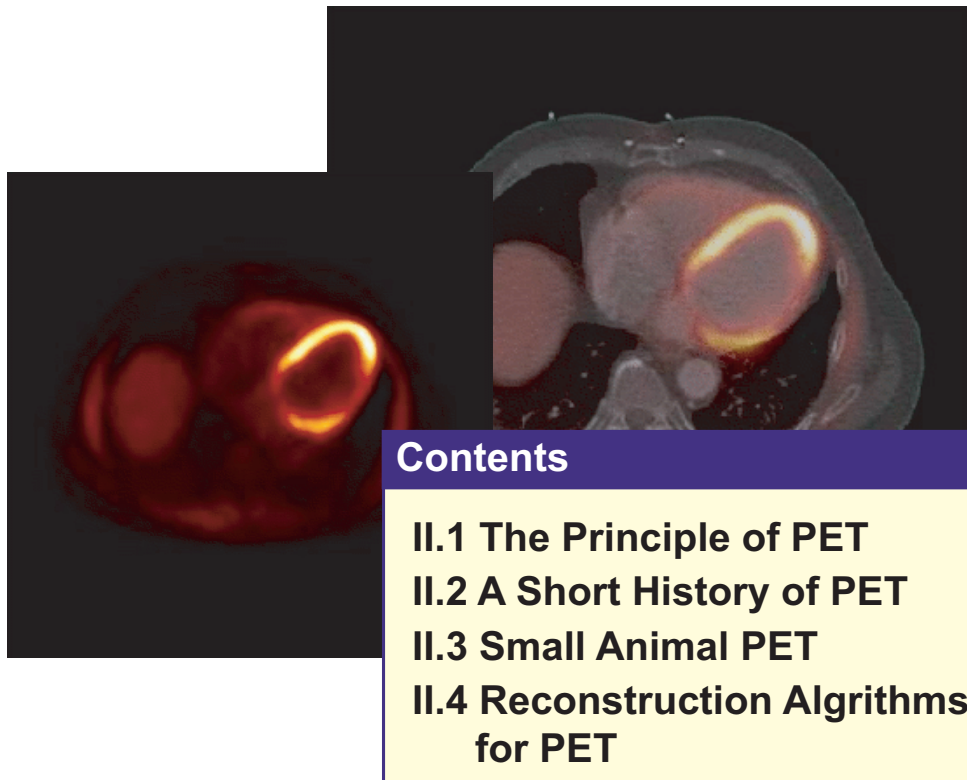 Contents
II.1 The Principle of PET
II.2 A Short History of PET
II.3 Small Animal PET
II.4 Reconstruction Algrithms
for PET